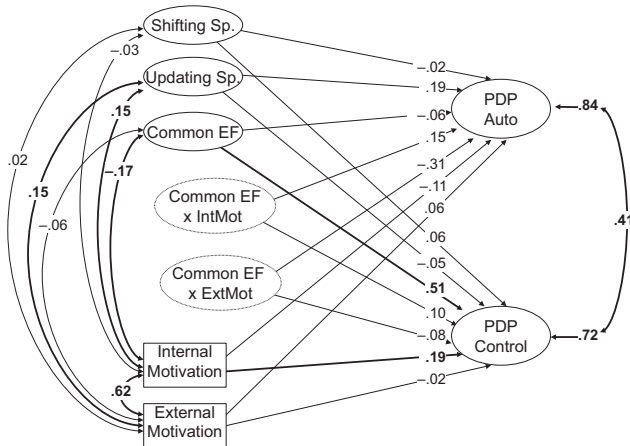 Shifting Sp.
–.03
–.02
Updating Sp.
.19
PDP
Auto
.84
.15
Common EF
–.06
.15
.02
–.17
–.31
.15
Common EF
x IntMot
–.11
–.06
.06
.41
.06
–.05
Common EF
x ExtMot
.51
.10
–.08
PDP
Control
.72
Internal
Motivation
.19
.62
–.02
External
Motivation